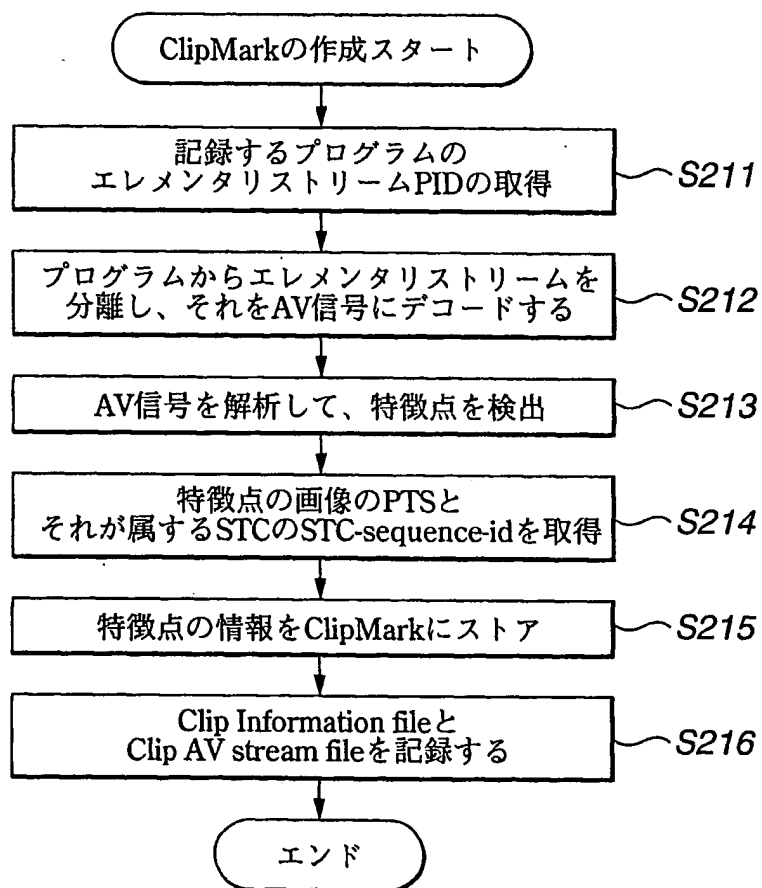 ClipMarkの作成スタート
記録するプログラムの
エレメンタリストリームPIDの取得
S211
プログラムからエレメンタリストリームを
分離し、それをAV信号にデコードする
S212
AV信号を解析して、特徴点を検出
S213
特徴点の画像のPTSと
それが属するSTCのSTC-sequence-idを取得
S214
特徴点の情報をClipMarkにストア
S215
Clip Information fileと
Clip AV stream fileを記録する
S216
エンド